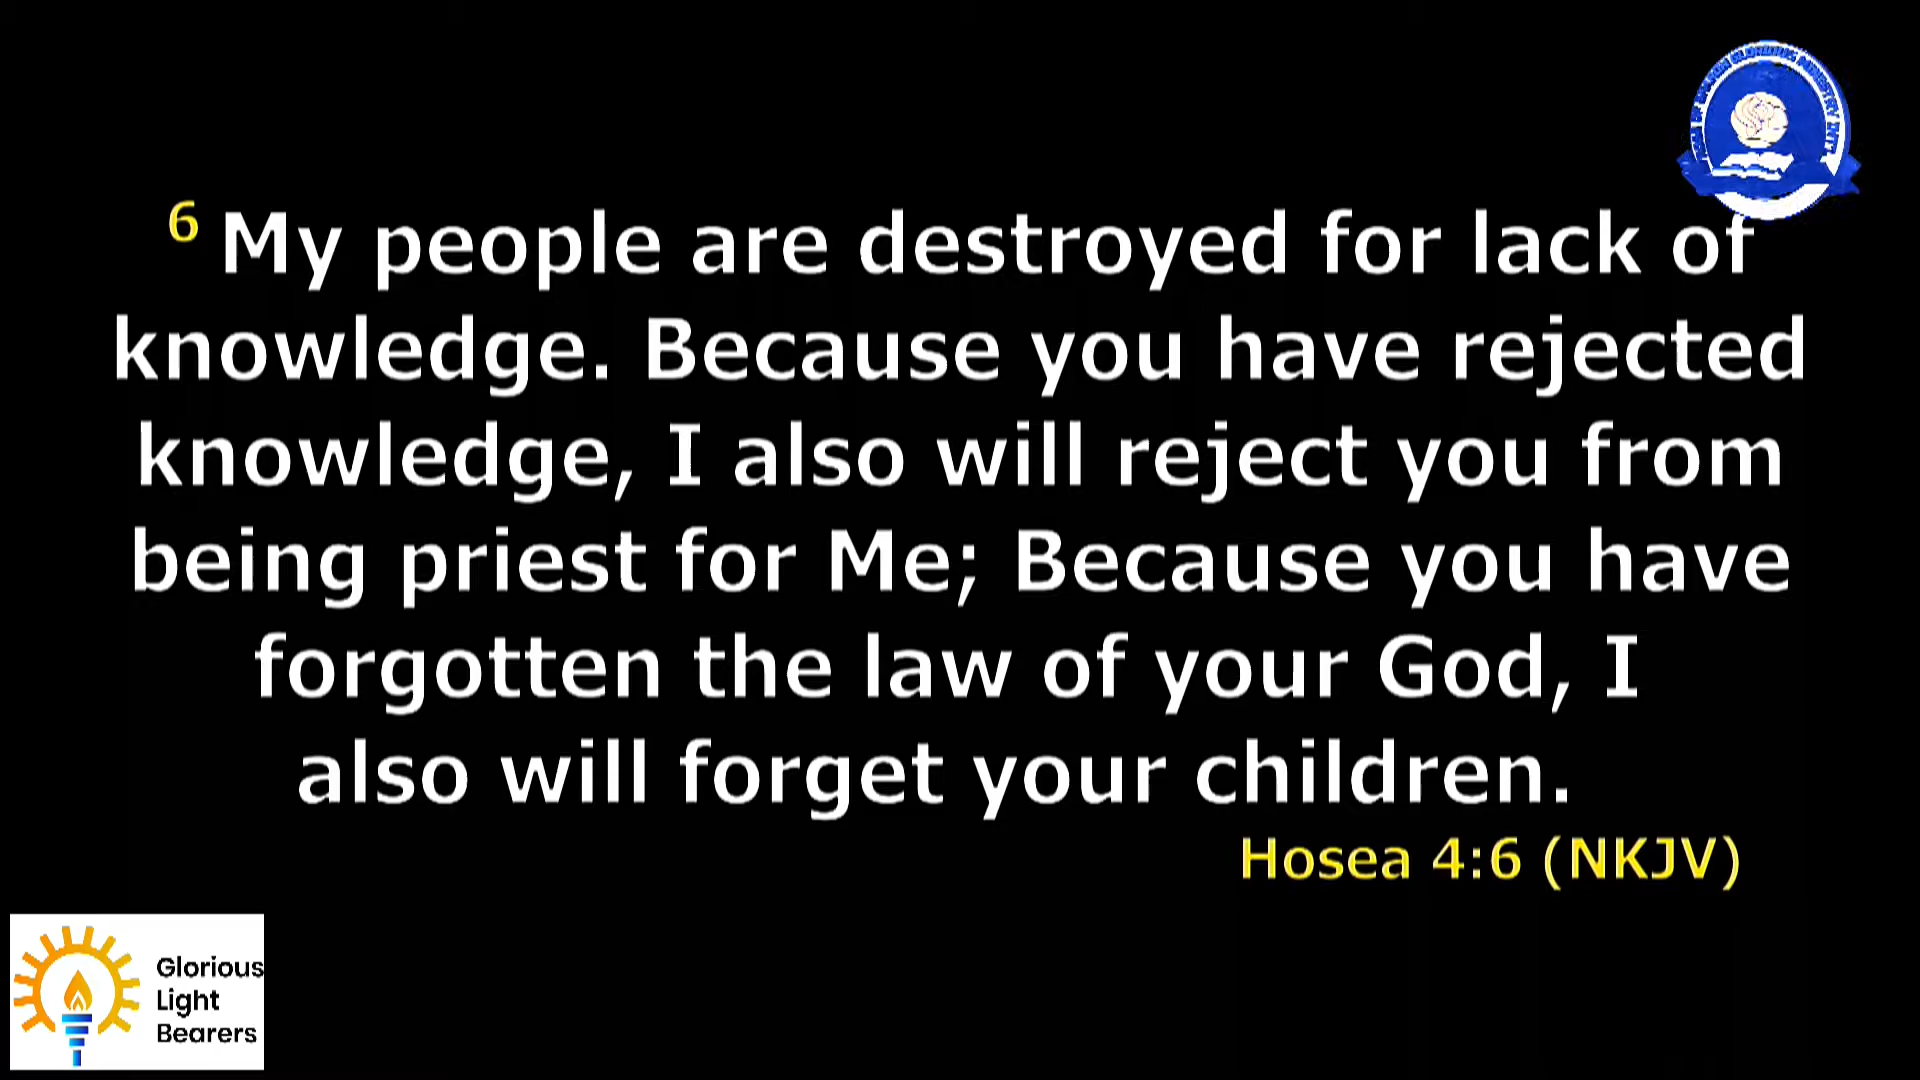 6 My people are destroyed for lack of
knowledge. Because you have rejected
knowledge, I also will reject you from
being priest for Me; Because you have
forgotten the law of your God, I
also will forget your children.
Hosea 4:6 (NKJV)
Glorious
Light
Bearers